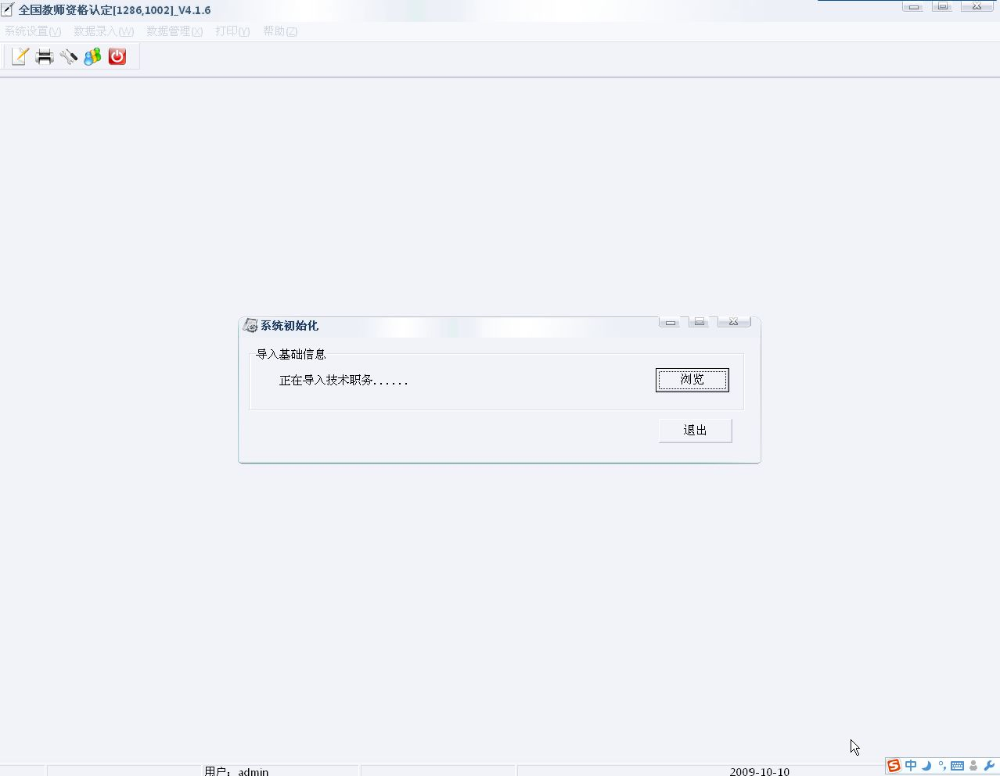 全国教师资格认定[1286,1002]_V4.1.6
系统设置(V) 数据录入(W) 数据管理(X) 打印(Y) 帮助(Z)
系统初始化
导入基础信息
正在导入技术职务......
浏览
退出
用户: admin
2009-10-10
中